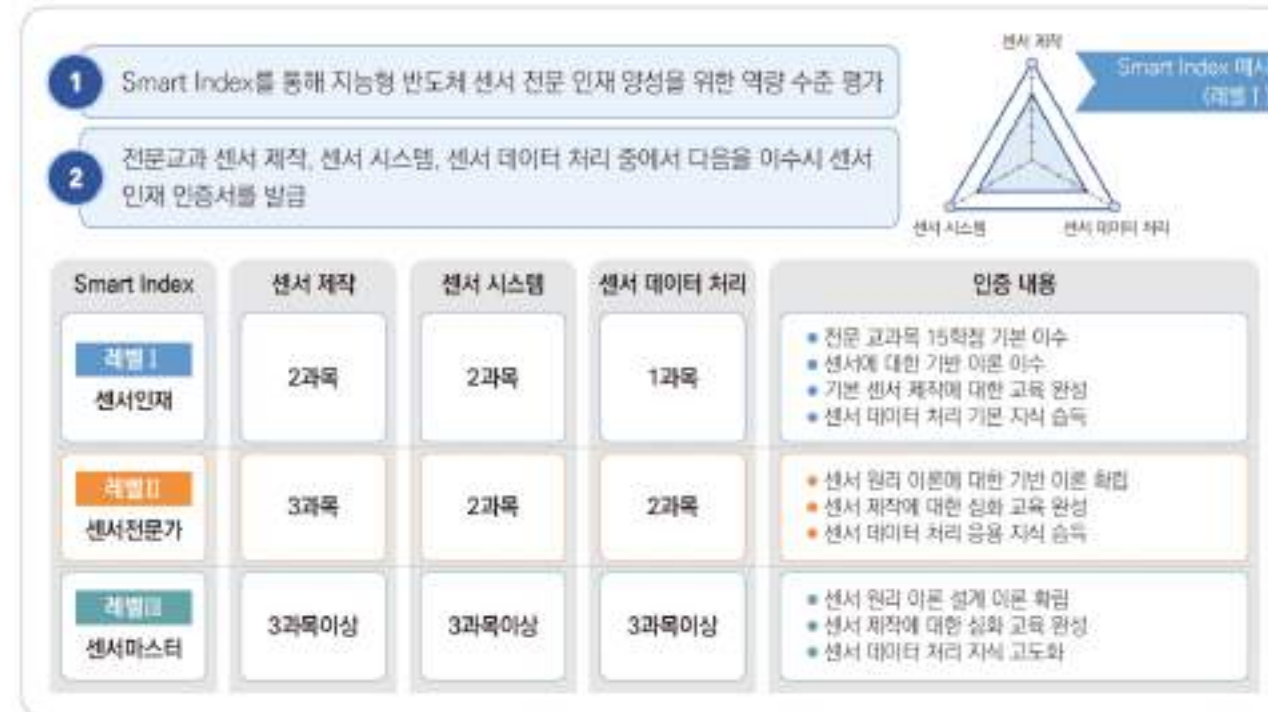 1
Smart Index를 통해 지능형 반도체 센서 전문 인재 양성을 위한 역량 수준 평가
2
전문교과 센서 제작, 센서 시스템, 센서 데이터 처리 중에서 다음을 이수시 센서
인재 인증서를 발급
센서 제작
센서 시스템
센서 데이터 처리
Smart Index
(레벨 I
Smart Index
센서 제작
센서 시스템
센서 데이터 처리
인증 내용
레벨 I
센서인재
2과목
2과목
1과목
• 전문 교과목 15학점 기본 이수
• 센서에 대한 기반 이론 이수
• 기본 센서 제작에 대한 교육 완성
• 센서 데이터 처리 기본 지식 습득
레벨II
센서전문가
3과목
2과목
2과목
• 센서 원리 이론에 대한 기반 이론 확립
• 센서 제작에 대한 심화 교육 완성
• 센서 데이터 처리 응용 지식 습득
레벨III
센서마스터
3과목이상
3과목이상
3과목이상
• 센서 원리 이론 설계 이론 확립
• 센서 제작에 대한 심화 교육 완성
• 센서 데이터 처리 지식 고도화